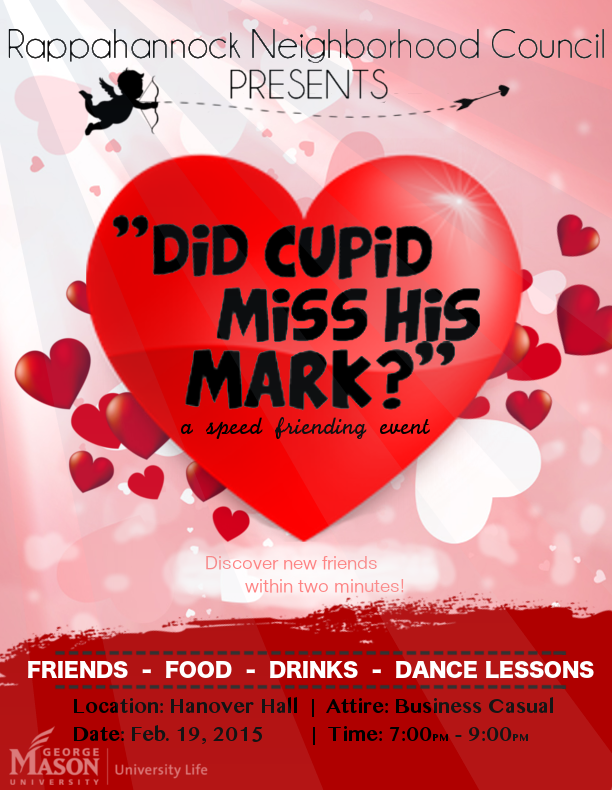 Rappahannock Neighborhood Council
PRESENTS
”DiD CUPiD
MiSS HiS
MARK?”
a speed friending event
Discover new friends
within two minutes!
FRIENDS - FOOD - DRINKS - DANCE LESSONS
Location: Hanover Hall | Attire: Business Casual
Date: Feb. 19, 2015 | Time: 7:00PM - 9:00PM
GEORGE
MASON
UNIVERSITY
University Life